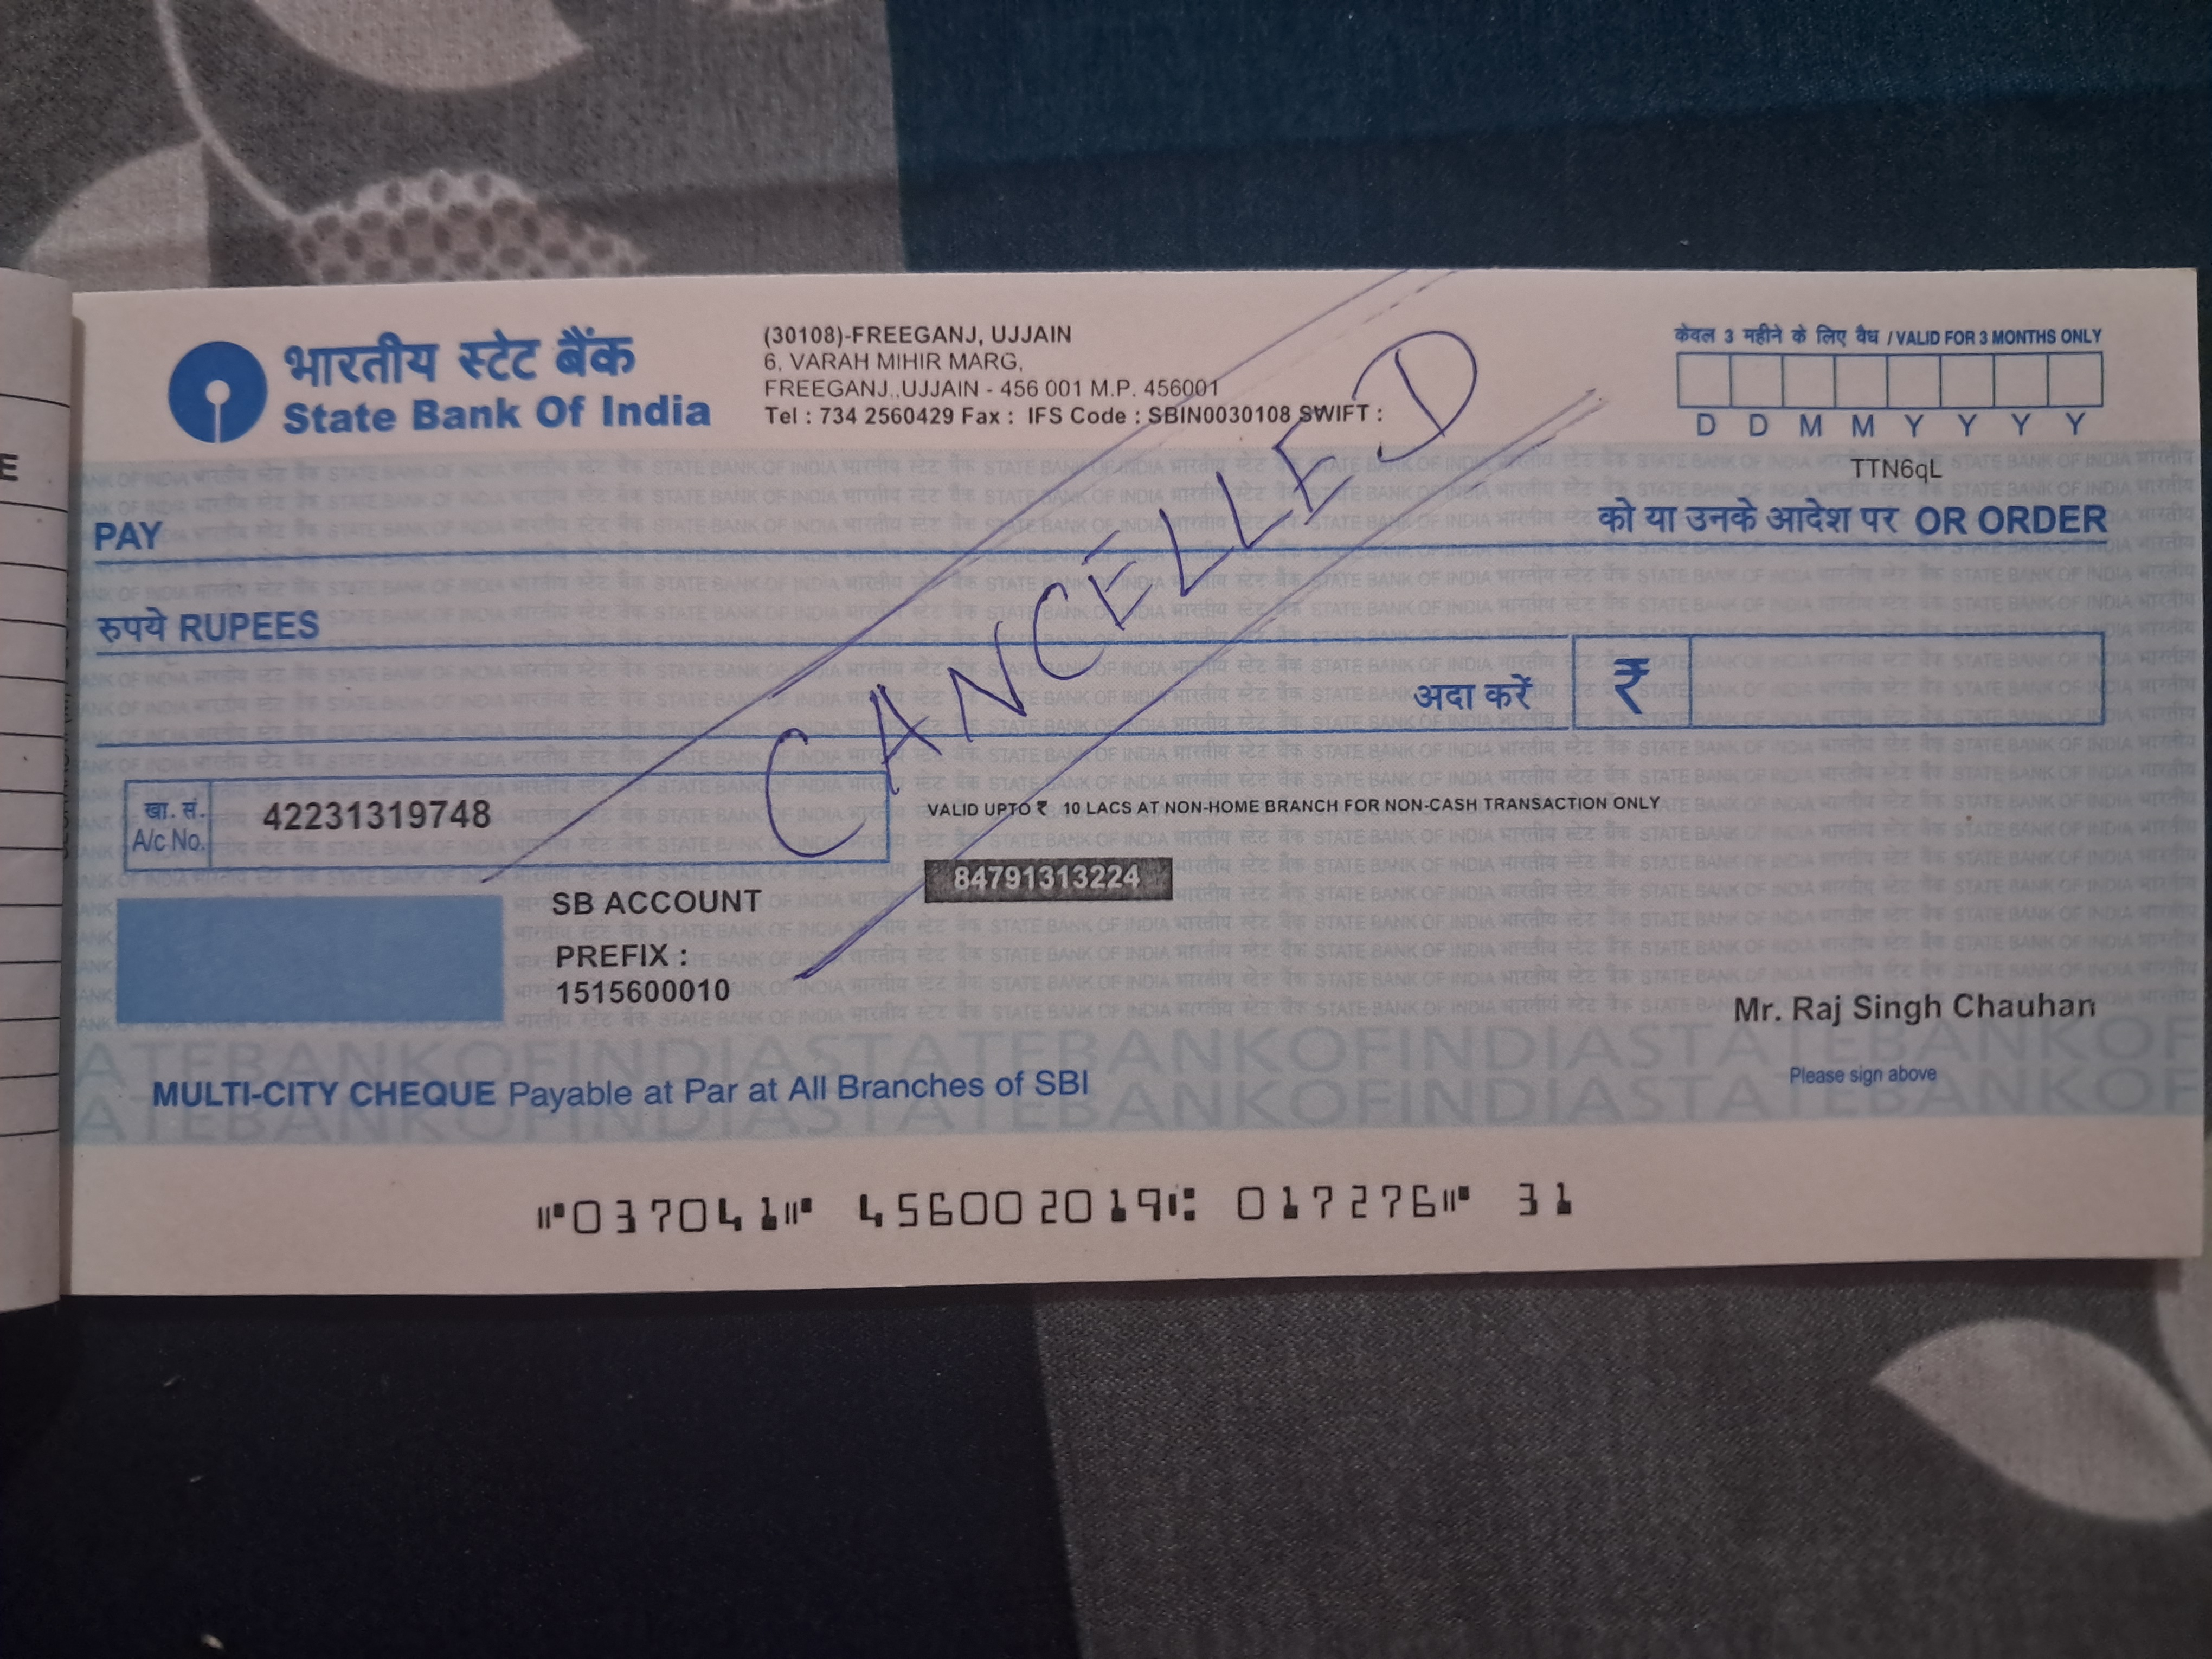 केवल 3 महीने के लिए वैध / VALID FOR 3 MONTHS ONLY
D D M M Y Y Y Y
TTN6qL
भारतीय स्टेट बैंक
State Bank Of India
(30108)-FREEGANJ, UJJAIN
6, VARAH MIHIR MARG,
FREEGANJ,,UJJAIN - 456 001 M.P. 456001
Tel : 734 2560429 Fax : IFS Code : SBIN0030108 SWIFT :
PAY
को या उनके आदेश पर OR ORDER
रुपये RUPEES
अदा करें
₹
CANCELLED
खा. सं.
A/c No.
42231319748
VALID UPTO ₹ 10 LACS AT NON-HOME BRANCH FOR NON-CASH TRANSACTION ONLY
84791313224
SB ACCOUNT
PREFIX :
1515600010
Mr. Raj Singh Chauhan
MULTI-CITY CHEQUE Payable at Par at All Branches of SBI
Please sign above
⑈037041⑈ 456002019⑆ 017276⑈ 31